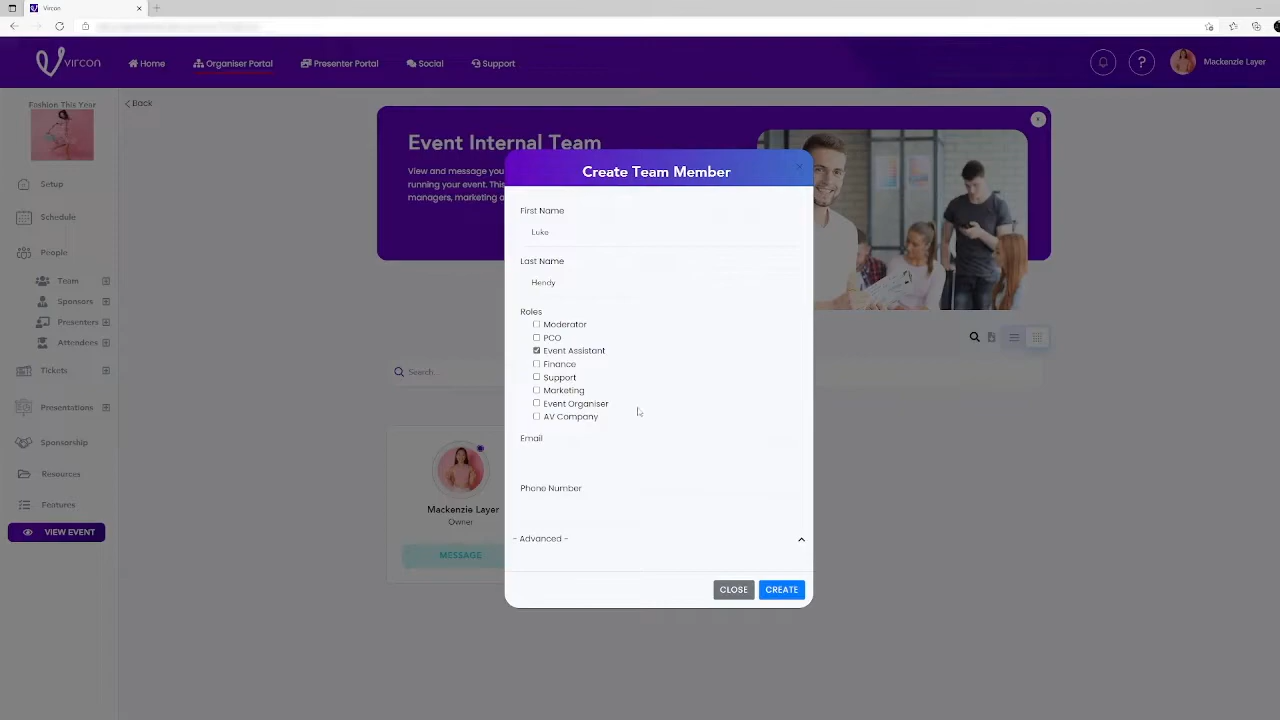 Vircon
vircon
Home
Organiser Portal
Presenter Portal
Social
Support
?
Mackenzie Layer
Fashion This Year
Back
Setup
Schedule
People
Team
Sponsors
Presenters
Attendees
Tickets
Presentations
Sponsorship
Resources
Features
VIEW EVENT
Event Internal Team
View and message you
running your event. This
managers, marketing a
Search...
Mackenzie Layer
Owner
MESSAGE
Create Team Member
First Name
Luke
Last Name
Hendy
Roles
Moderator
PCO
Event Assistant
Finance
Support
Marketing
Event Organiser
AV Company
Email
Phone Number
- Advanced -
CLOSE
CREATE